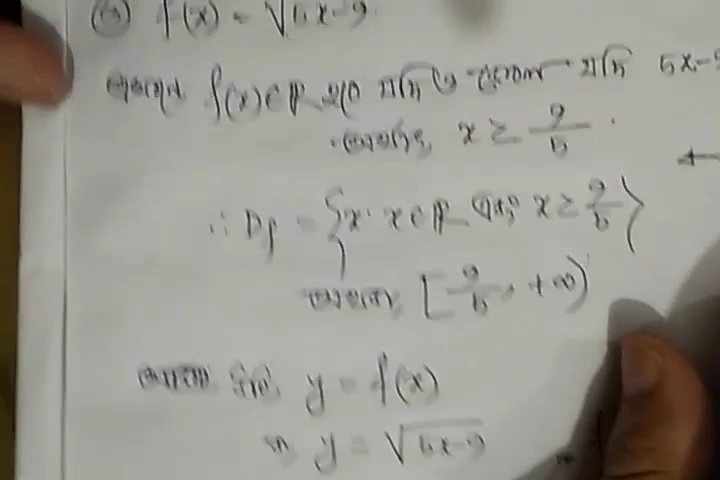 f(x) = √5x-9
এখানে f(x) ∈ ℝ হবে যদি ও কেবল যদি 5x-9
অর্থাৎ, x ≥ 9/5 .
∴ Df = {x : x ∈ ℝ এবং x ≥ 9/5}
অথবা, [9/5, +∞)
আবার ধরি, y = f(x)
বা y = √5x-9